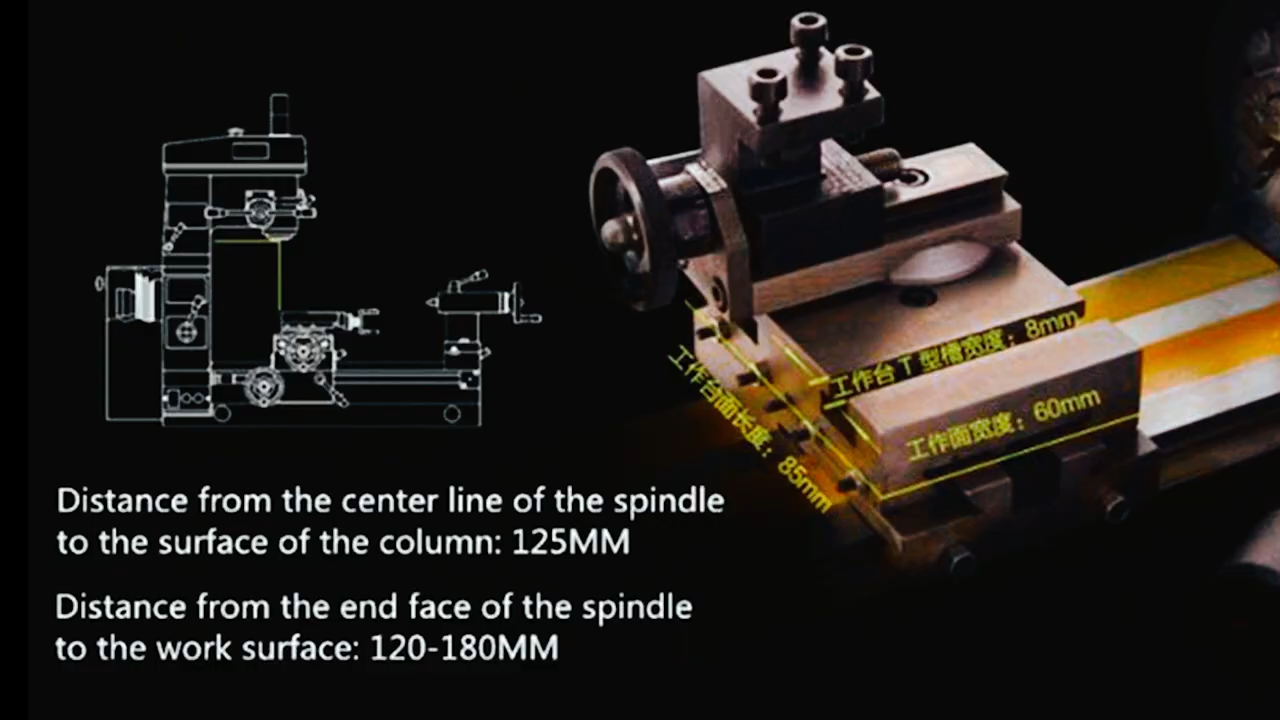 Distance from the center line of the spindle
to the surface of the column: 125MM
Distance from the end face of the spindle
to the work surface: 120-180MM
工作台 T 型槽宽度: 8mm
工作面宽度: 60mm
工作台面长度: 85mm